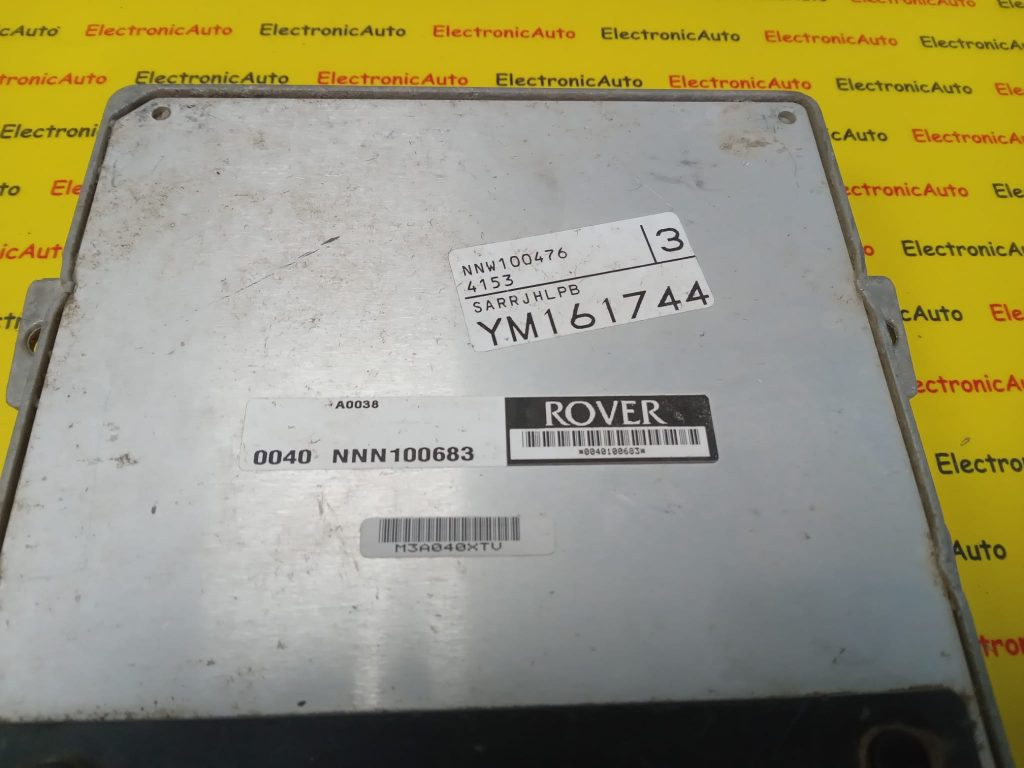 ElectronicAuto ElectronicAuto ElectronicAuto ElectronicAuto ElectronicAuto
ElectronicAuto ElectronicAuto ElectronicAuto ElectronicAuto
ElectronicAuto
ElectronicAuto
ElectronicAuto
NNW100476
3
4153
SARRJHLPB
YM161744
A0038
ROVER
0040 NNN100683
*0040100683*
M3A040XTV